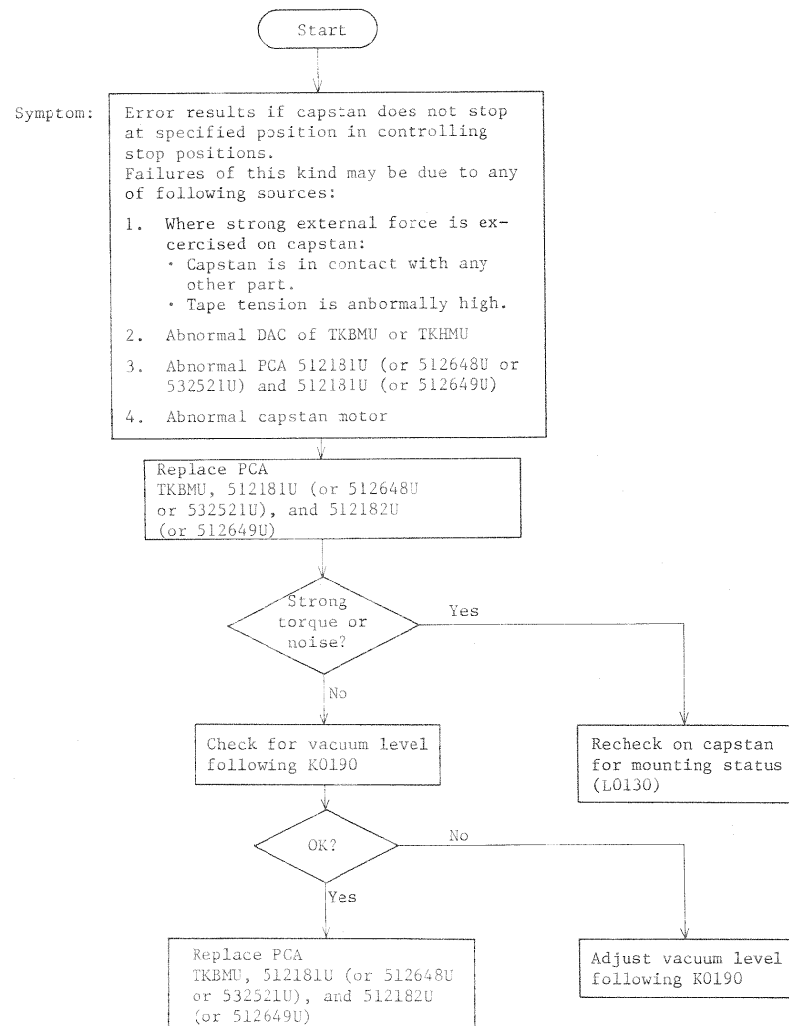 Start
Symptom:
Error results if capstan does not stop
at specified position in controlling
stop positions.
Failures of this kind may be due to any
of following sources:
1. Where strong external force is ex-
cercised on capstan:
• Capstan is in contact with any
other part.
• Tape tension is anbormally high.
2. Abnormal DAC of TKBMU or TKHMU
3. Abnormal PCA 512181U (or 512648U or
532521U) and 512181U (or 512649U)
4. Abnormal capstan motor
Replace PCA
TKBMU, 512181U (or 512648U
or 532521U), and 512182U
(or 512649U)
Strong
torque or
noise?
Yes
No
Check for vacuum level
following K0190
Recheck on capstan
for mounting status
(L0130)
OK?
No
Yes
Replace PCA
TKBMU, 512181U (or 512648U
or 532521U), and 512182U
(or 512649U)
Adjust vacuum level
following K0190